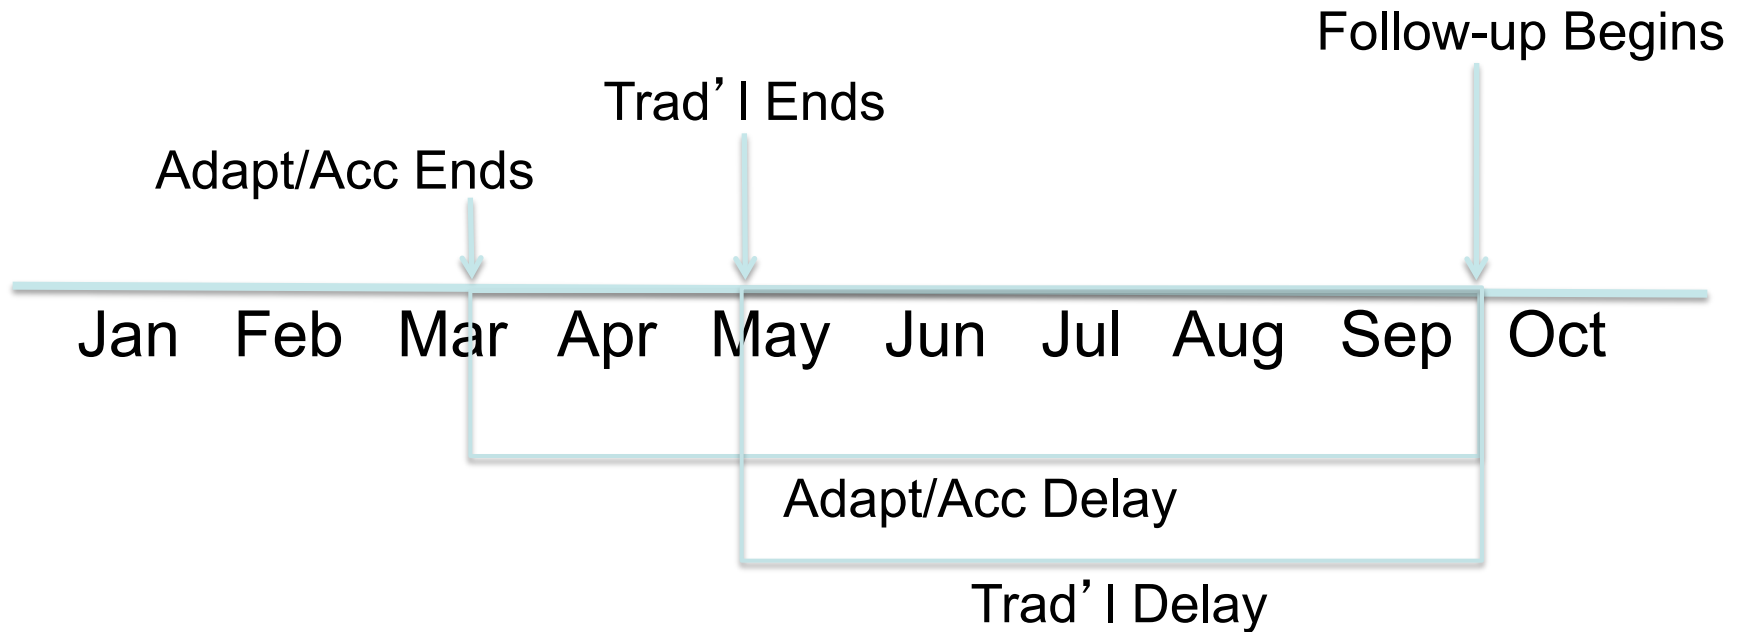 Follow-up Begins
Trad’l Ends
Adapt/Acc Ends
Jan Feb Mar Apr May Jun Jul Aug Sep Oct
Adapt/Acc Delay
Trad’l Delay